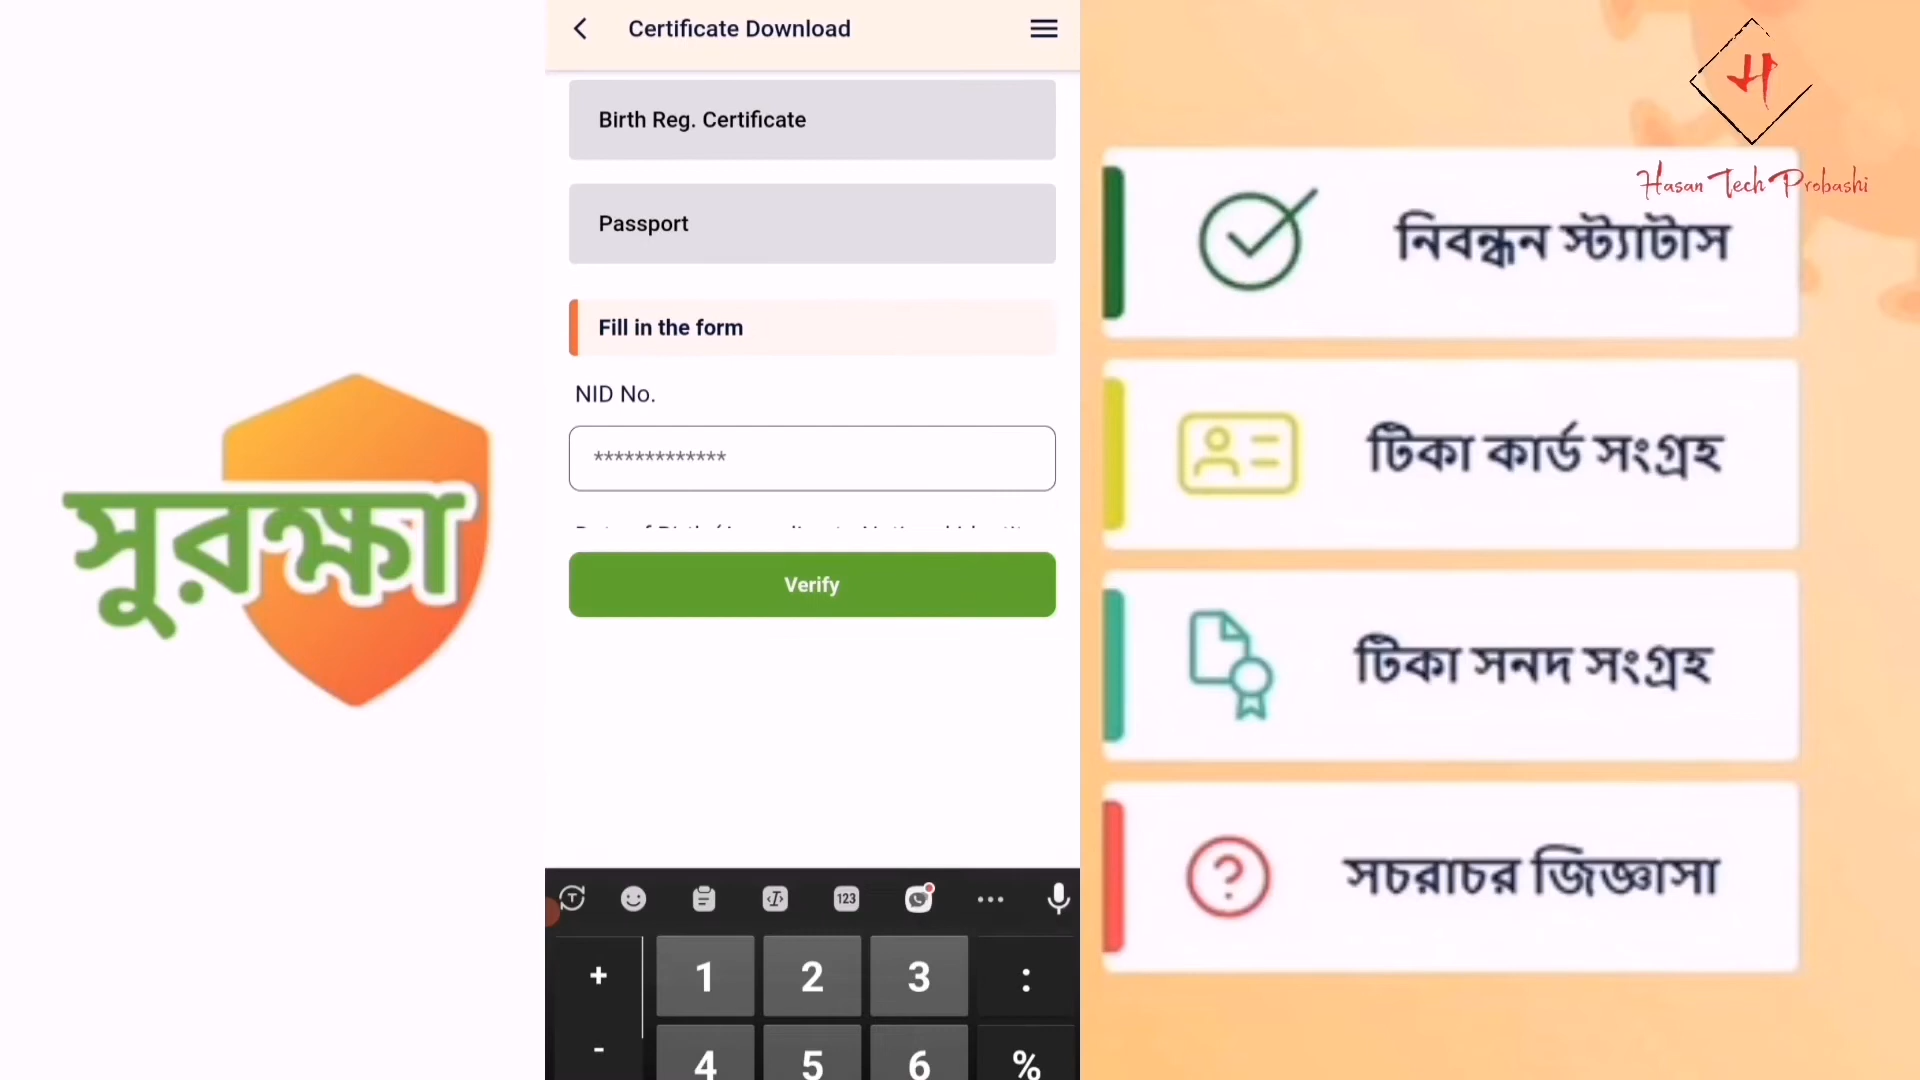 সুরক্ষা
Certificate Download
Birth Reg. Certificate
Passport
Fill in the form
NID No.
*************
Verify
T
123
+
1
2
3
:
-
4
5
6
%
H
Hasan Tech Probashi
নিবন্ধন স্ট্যাটাস
টিকা কার্ড সংগ্রহ
টিকা সনদ সংগ্রহ
?
সচরাচর জিজ্ঞাসা